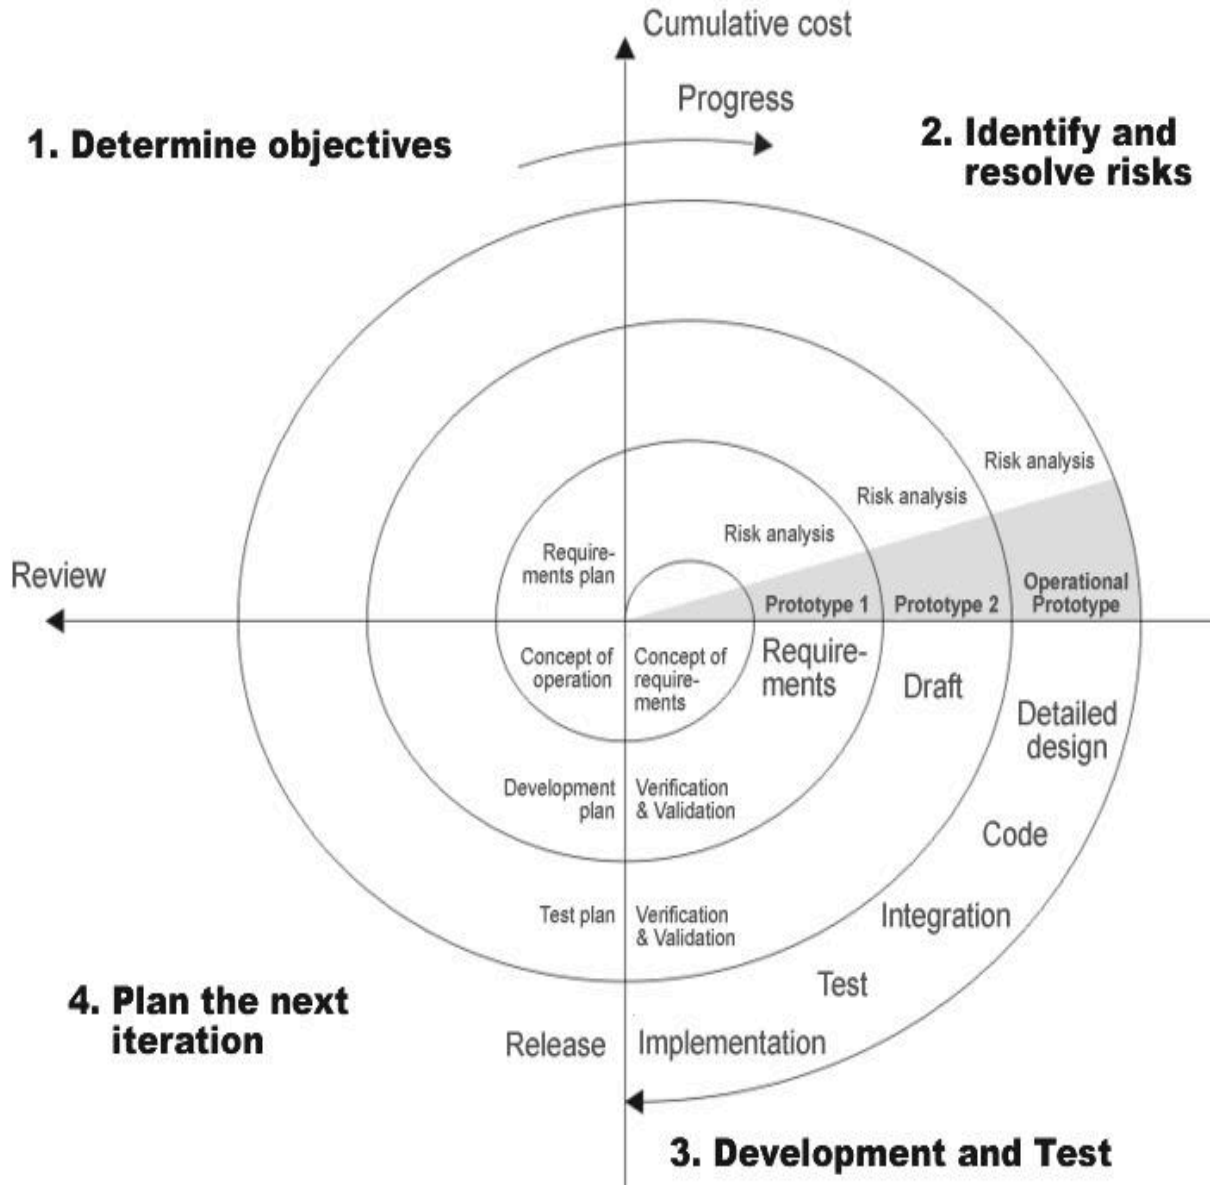 Cumulative cost
Progress
1. Determine objectives
2. Identify and
resolve risks
Risk analysis
Risk analysis
Risk analysis
Require-
ments plan
Review
Operational
Prototype
Prototype 1
Prototype 2
Concept of
operation
Concept of
require-
ments
Require-
ments
Draft
Detailed
design
Development
plan
Verification
& Validation
Code
Test plan
Verification
& Validation
Integration
Test
4. Plan the next
iteration
Release
Implementation
3. Development and Test